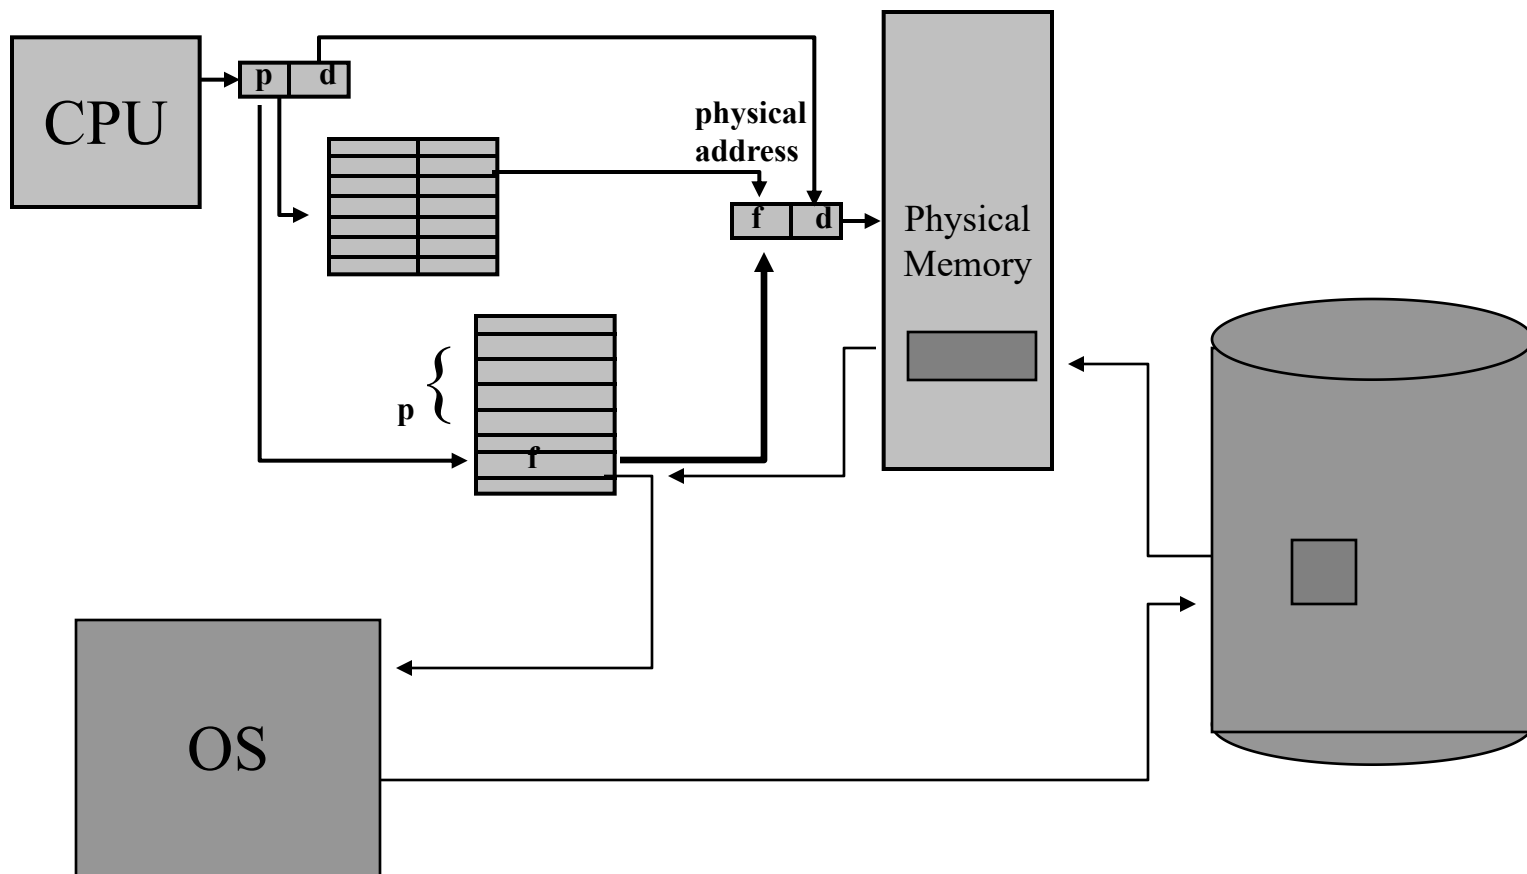 CPU
p d
physical
address
f d
Physical
Memory
p
f
OS